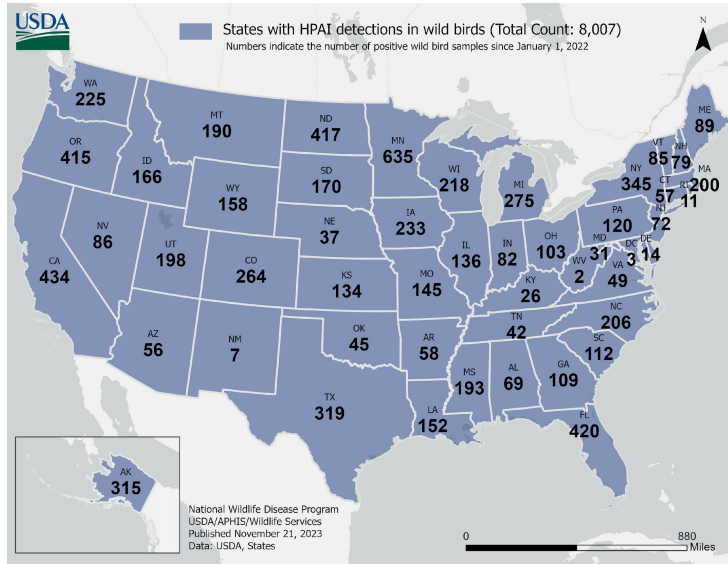 USDA
States with HPAI detections in wild birds (Total Count: 8,007)
Numbers indicate the number of positive wild bird samples since January 1, 2022
N
WA
225
OR
415
ID
166
MT
190
ND
417
MN
635
WI
218
MI
275
ME
89
VT
85
NH
79
MA
200
NY
345
CT
57
RI
11
SD
170
WY
158
NE
37
IA
233
IL
136
IN
82
OH
103
PA
120
NJ
72
MD
31
DC
3
DE
14
WV
2
VA
49
NV
86
UT
198
CO
264
KS
134
MO
145
KY
26
CA
434
AZ
56
NM
7
OK
45
AR
58
TN
42
NC
206
SC
112
MS
193
AL
69
GA
109
TX
319
LA
152
FL
420
AK
315
National Wildlife Disease Program
USDA/APHIS/Wildlife Services
Published November 21, 2023
Data: USDA, States
0
880
Miles